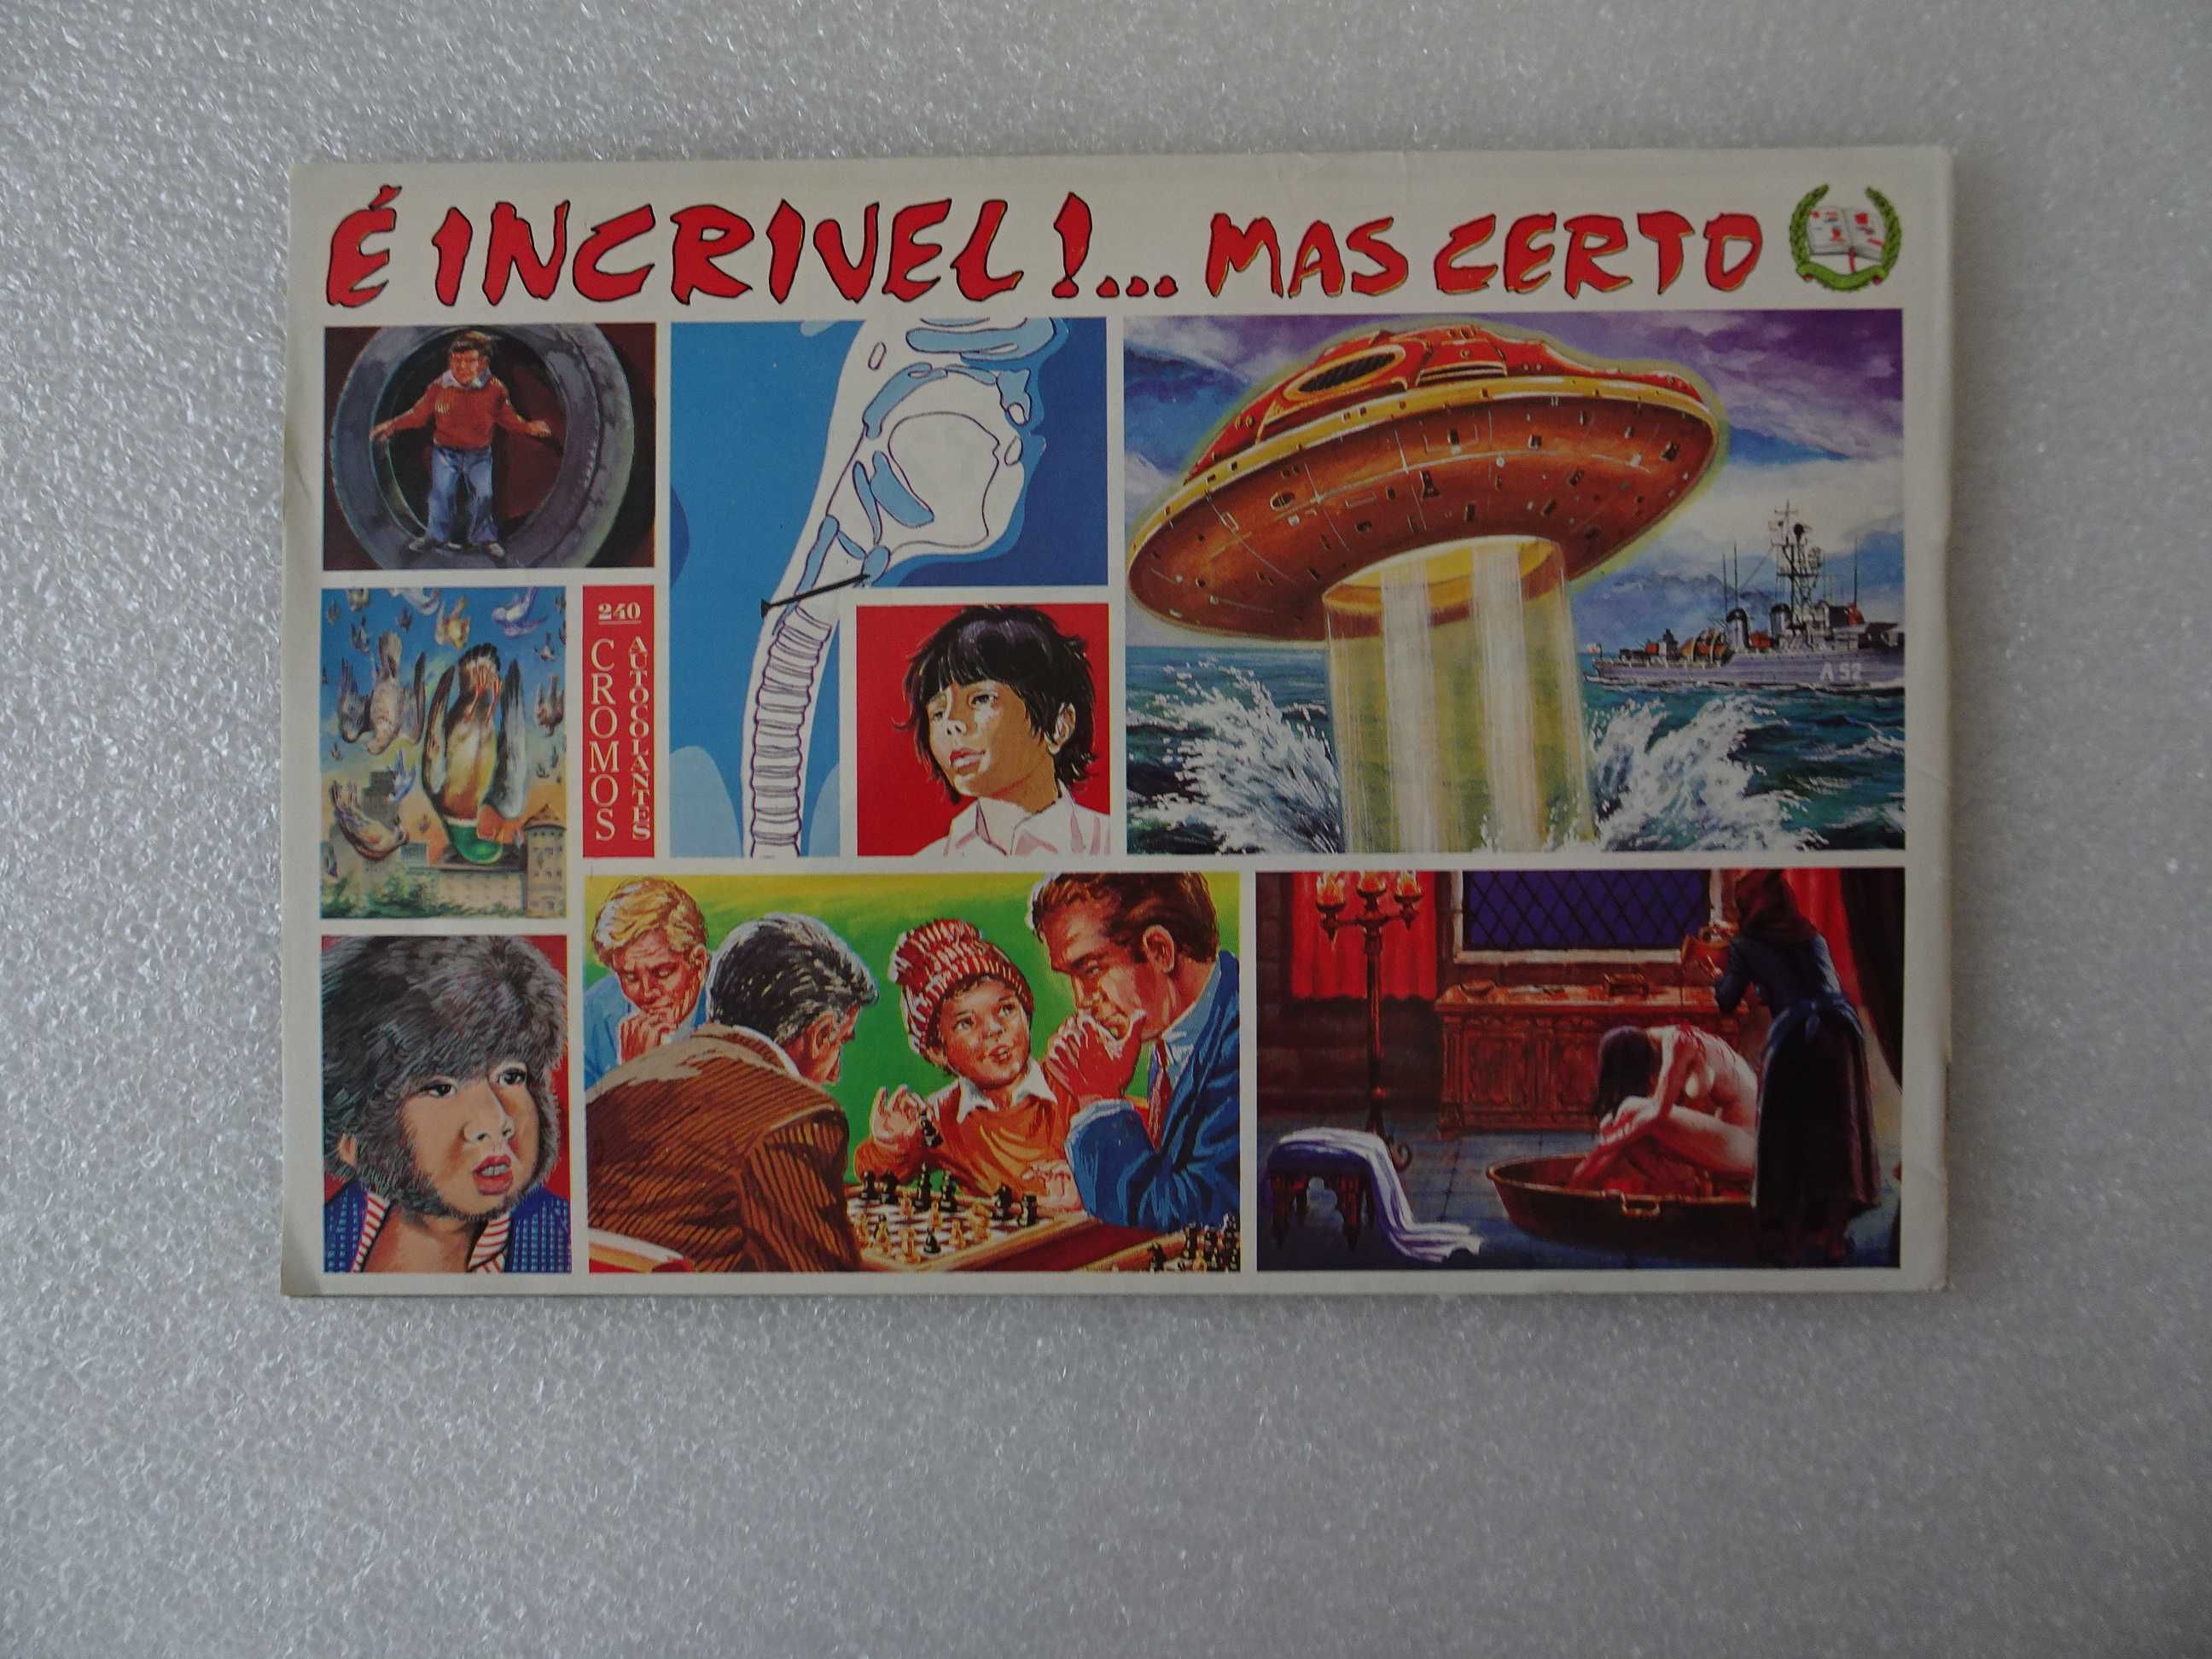 É INCRIVEL!... MAS CERTO
240
CROMOS
AUTOCOLANTES
A 52